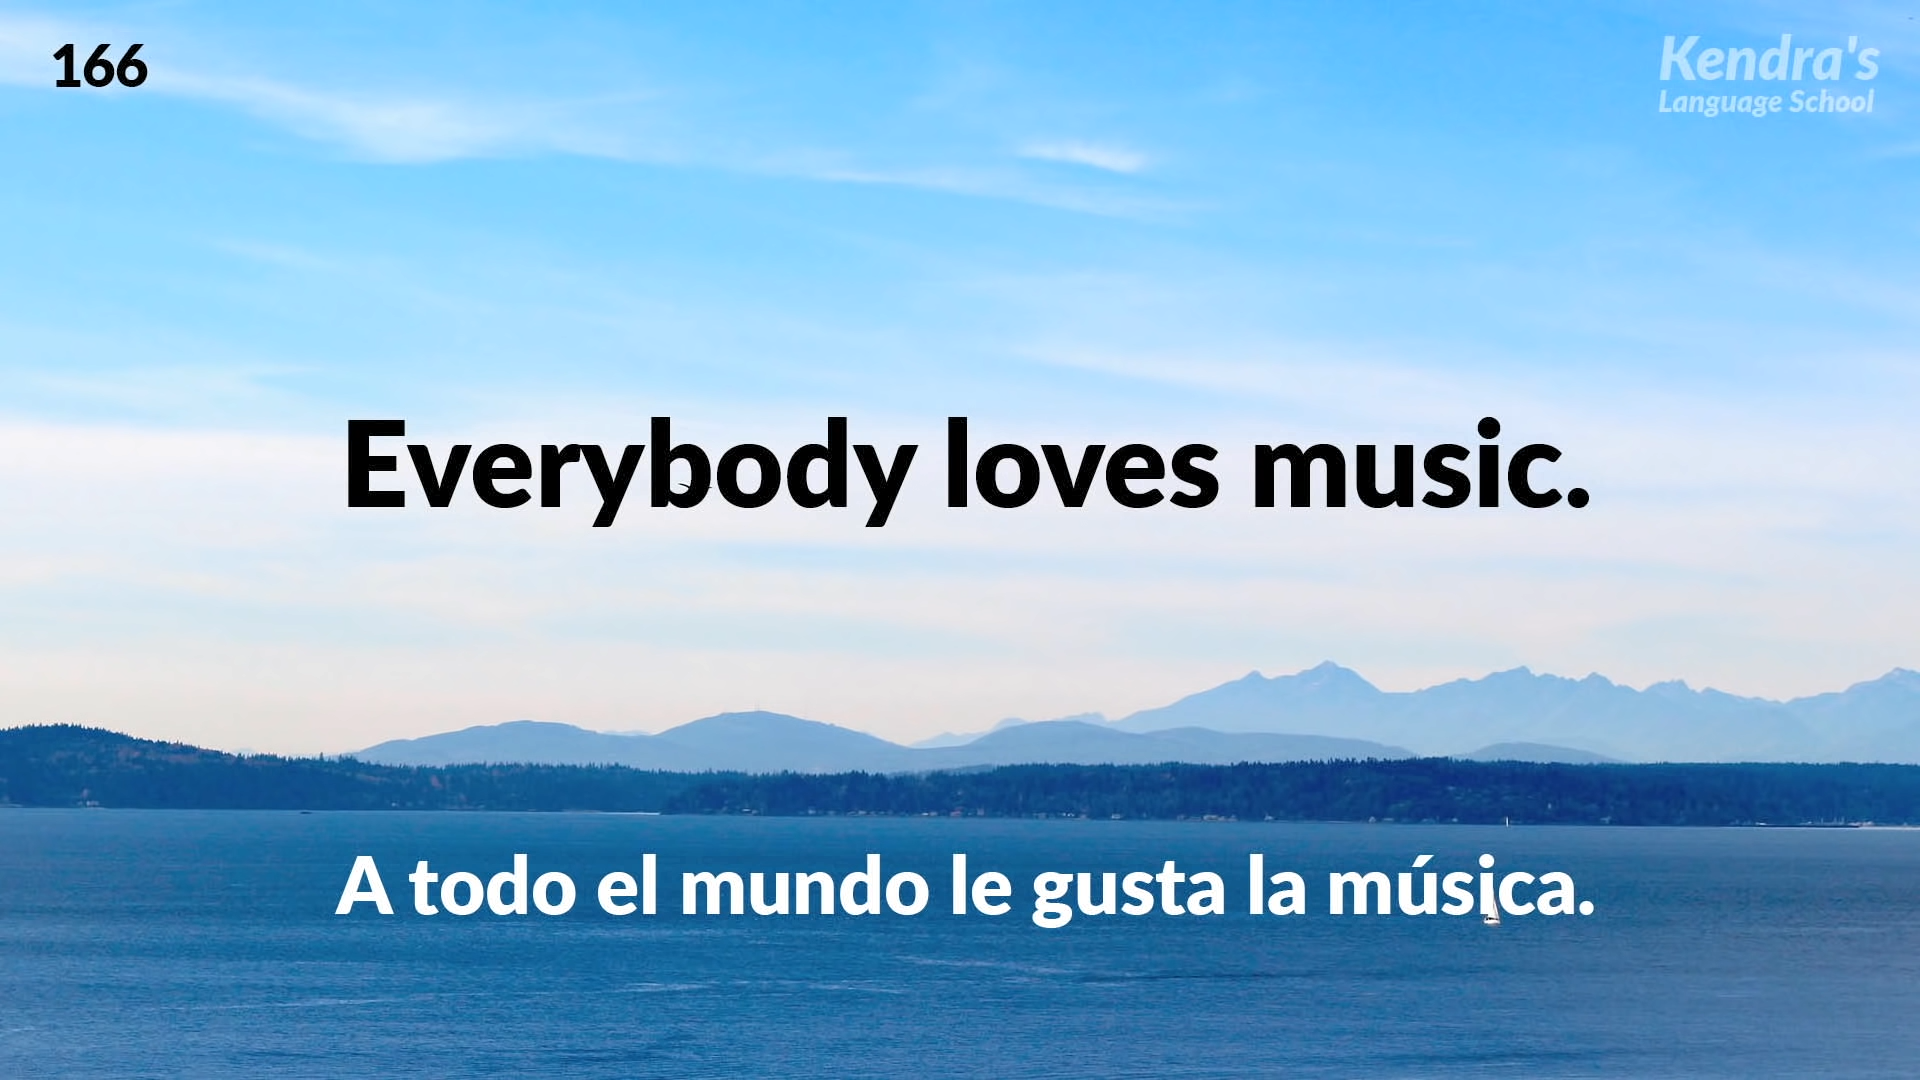 166
Kendra's
Language School
Everybody loves music.
A todo el mundo le gusta la música.